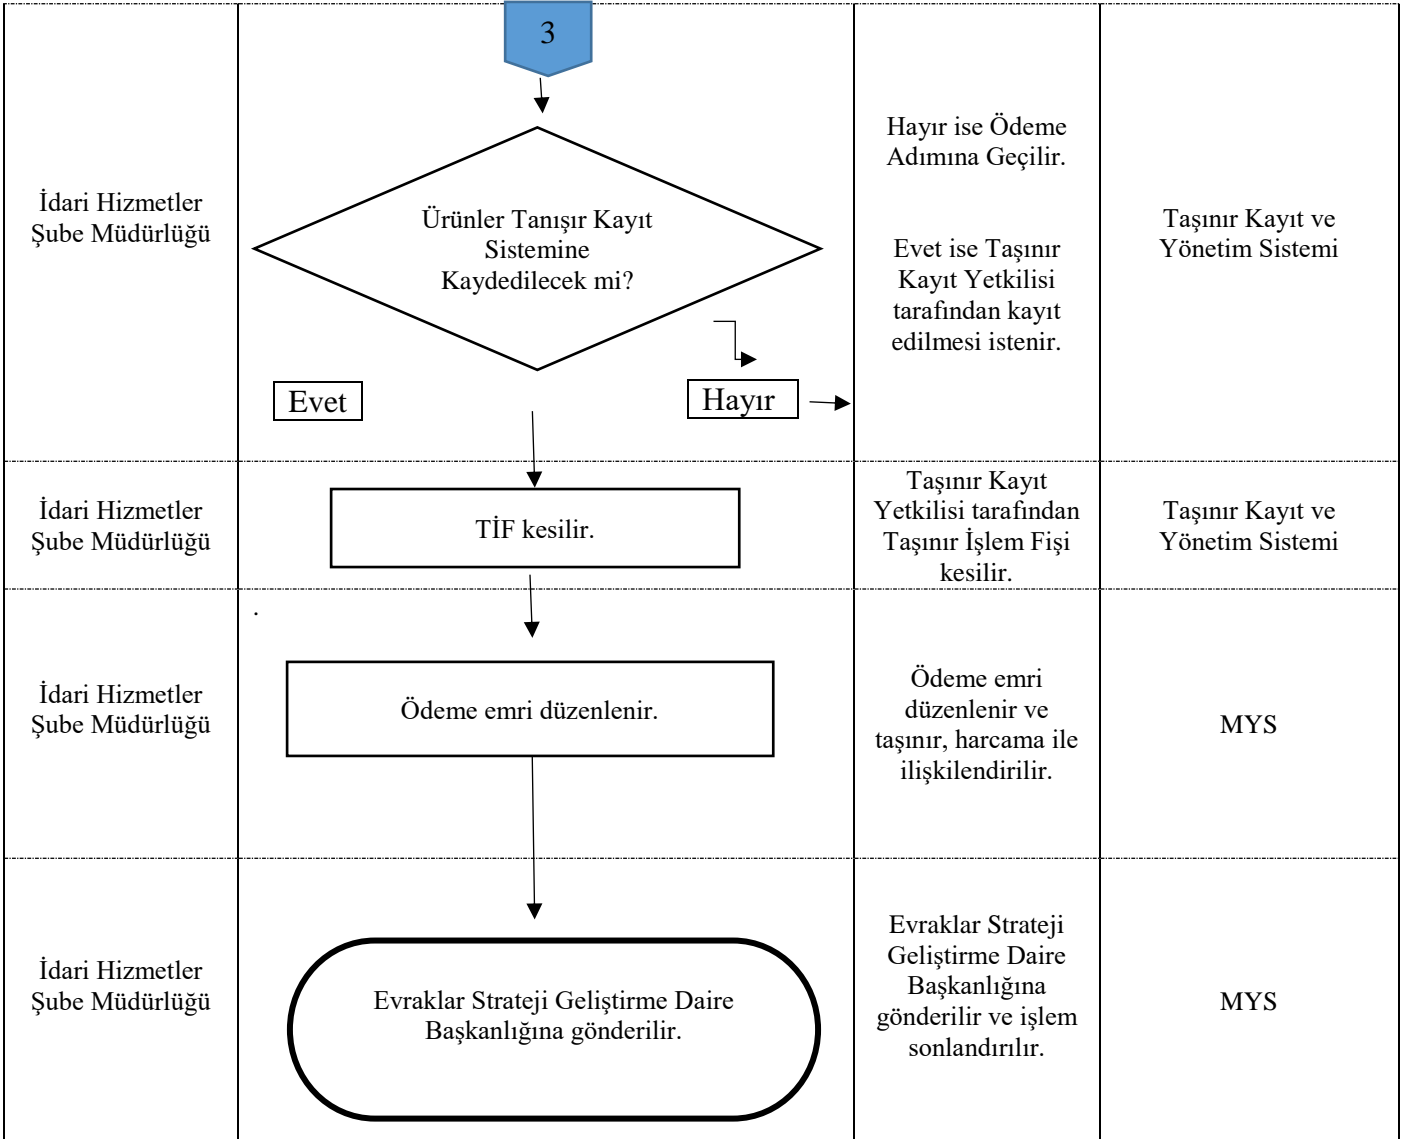 3
İdari Hizmetler
Şube Müdürlüğü
Ürünler Tanışır Kayıt
Sistemine
Kaydedilecek mi?
Evet
Hayır
Hayır ise Ödeme
Adımına Geçilir.
Evet ise Taşınır
Kayıt Yetkilisi
tarafından kayıt
edilmesi istenir.
Taşınır Kayıt ve
Yönetim Sistemi
İdari Hizmetler
Şube Müdürlüğü
TİF kesilir.
Taşınır Kayıt
Yetkilisi tarafından
Taşınır İşlem Fişi
kesilir.
Taşınır Kayıt ve
Yönetim Sistemi
.
İdari Hizmetler
Şube Müdürlüğü
Ödeme emri düzenlenir.
Ödeme emri
düzenlenir ve
taşınır, harcama ile
ilişkilendirilir.
MYS
İdari Hizmetler
Şube Müdürlüğü
Evraklar Strateji Geliştirme Daire
Başkanlığına gönderilir.
Evraklar Strateji
Geliştirme Daire
Başkanlığına
gönderilir ve işlem
sonlandırılır.
MYS